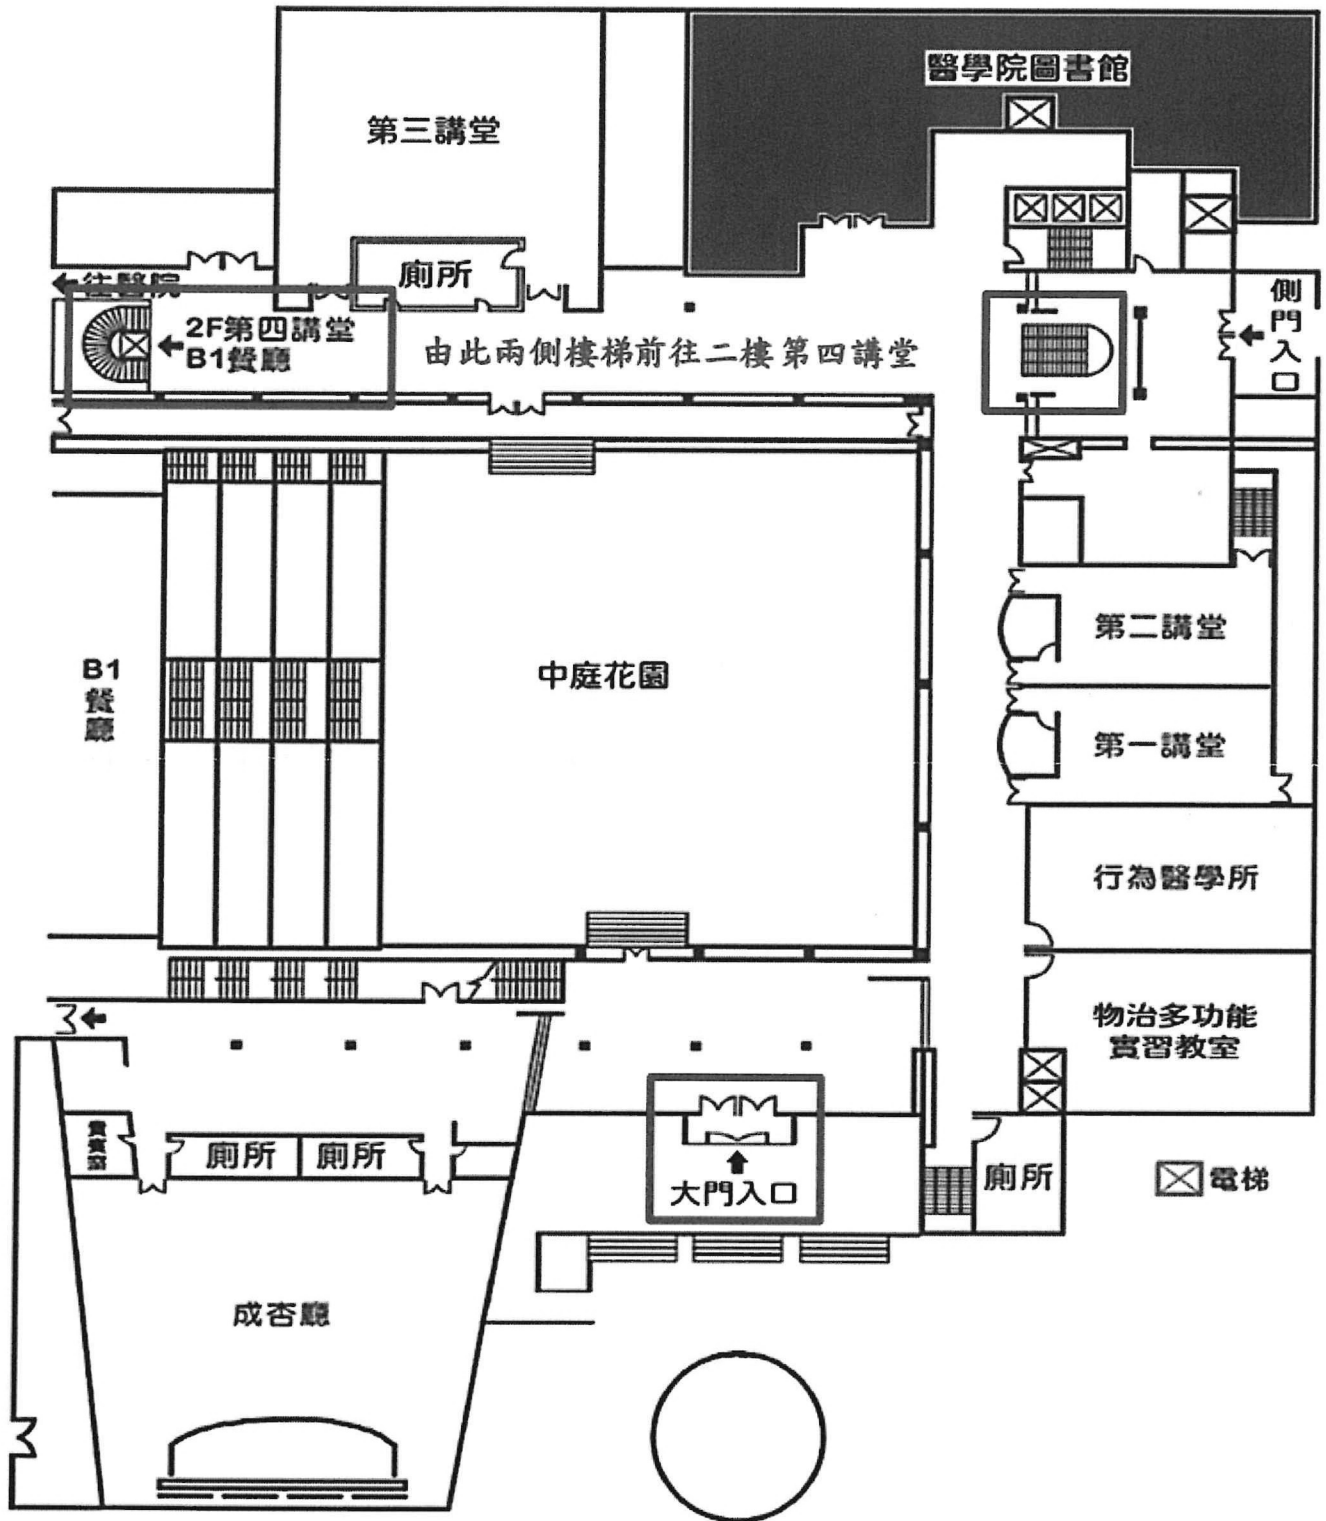 醫學院圖書館
第三講堂
廁所
往醫院
2F第四講堂
B1餐廳
由此兩側樓梯前往二樓第四講堂
側門入口
第二講堂
B1
餐廳
中庭花園
第一講堂
行為醫學所
物治多功能
實習教室
貴賓室
廁所
廁所
大門入口
廁所
電梯
成杏廳